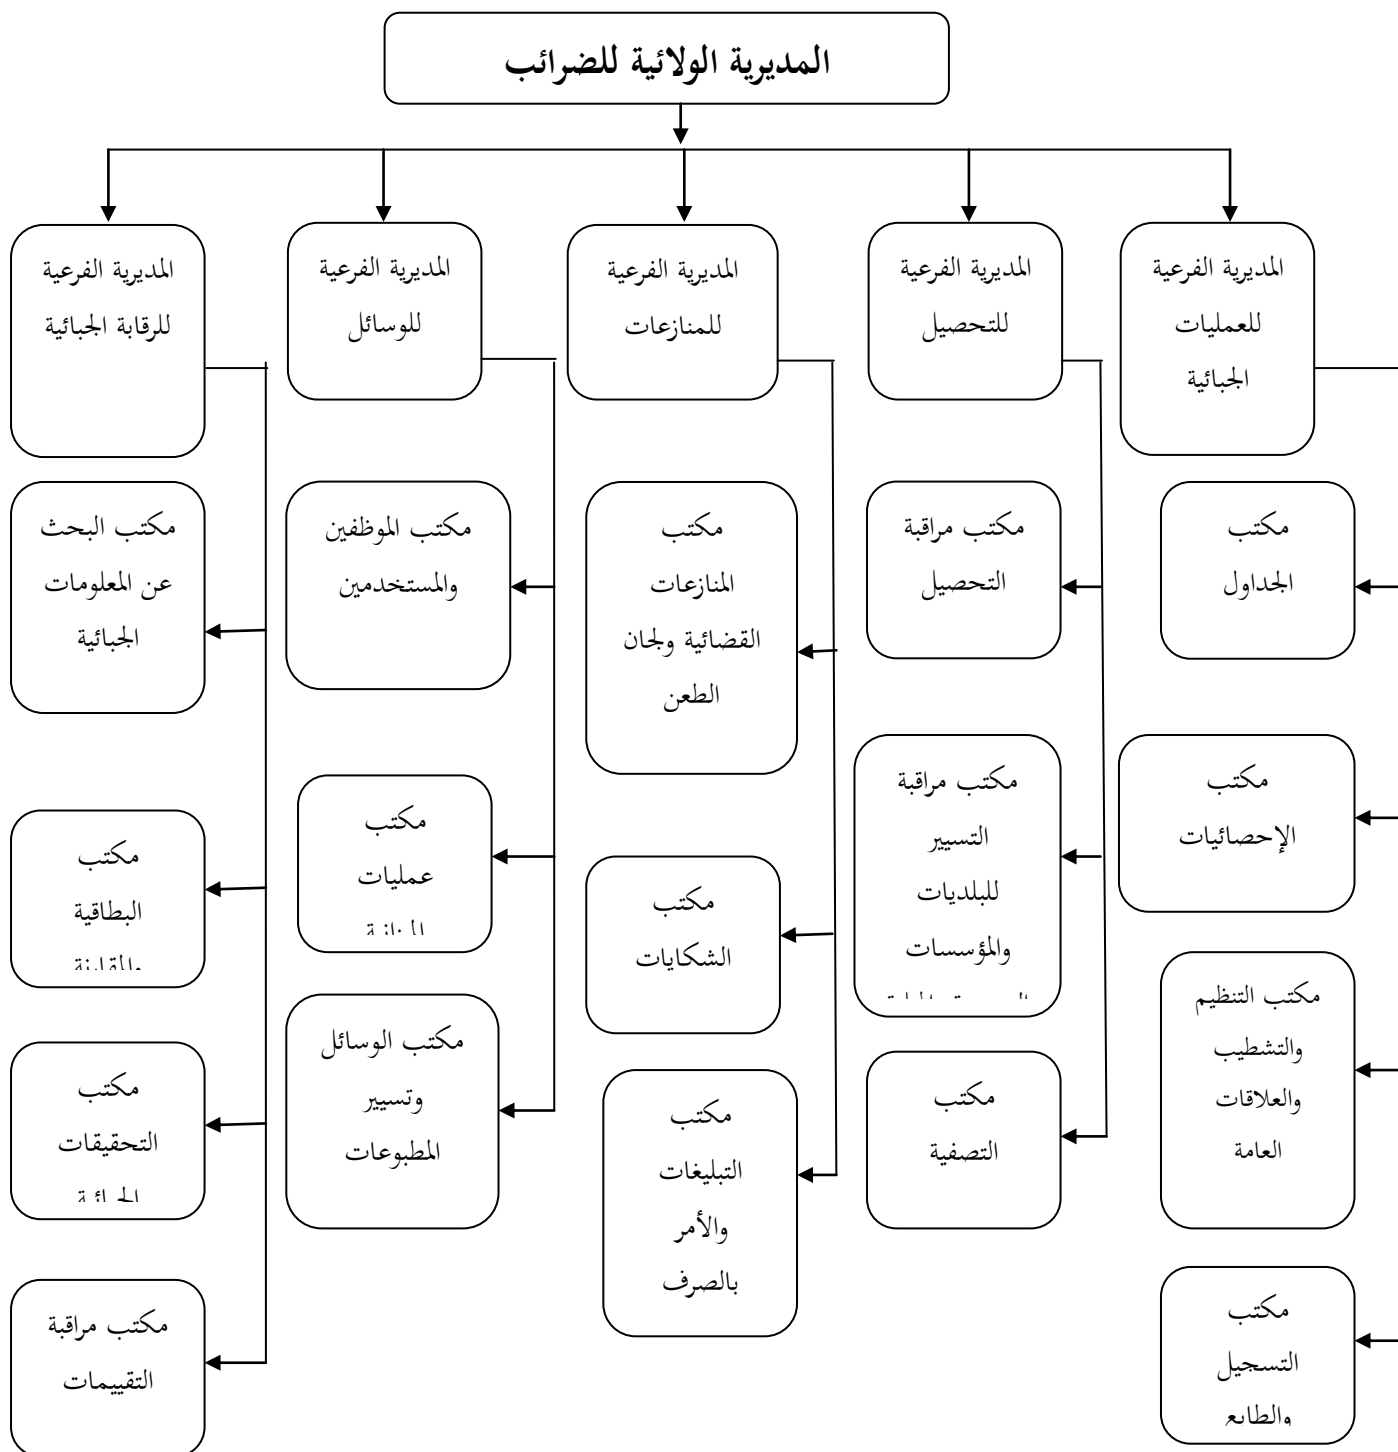 المديرية الولائية للضرائب
المديرية الفرعية
للعمليات
الجبائية
المديرية الفرعية
للتحصيل
المديرية الفرعية
للمنازعات
المديرية الفرعية
للوسائل
المديرية الفرعية
للرقابة الجبائية
مكتب
الجداول
مكتب
الإحصائيات
مكتب التنظيم
والتشطيب
والعلاقات
العامة
مكتب
التسجيل
والطابع
مكتب مراقبة
التحصيل
مكتب مراقبة
التسيير
للبلديات
والمؤسسات
مكتب
التصفية
مكتب
المنازعات
القضائية ولجان
الطعن
مكتب
الشكايات
مكتب
التبليغات
والأمر
بالصرف
مكتب الموظفين
والمستخدمين
مكتب
عمليات
مكتب الوسائل
وتسيير
المطبوعات
مكتب البحث
عن المعلومات
الجبائية
مكتب
البطاقية
والمقارنة
مكتب
التحقيقات
مكتب مراقبة
التقييمات